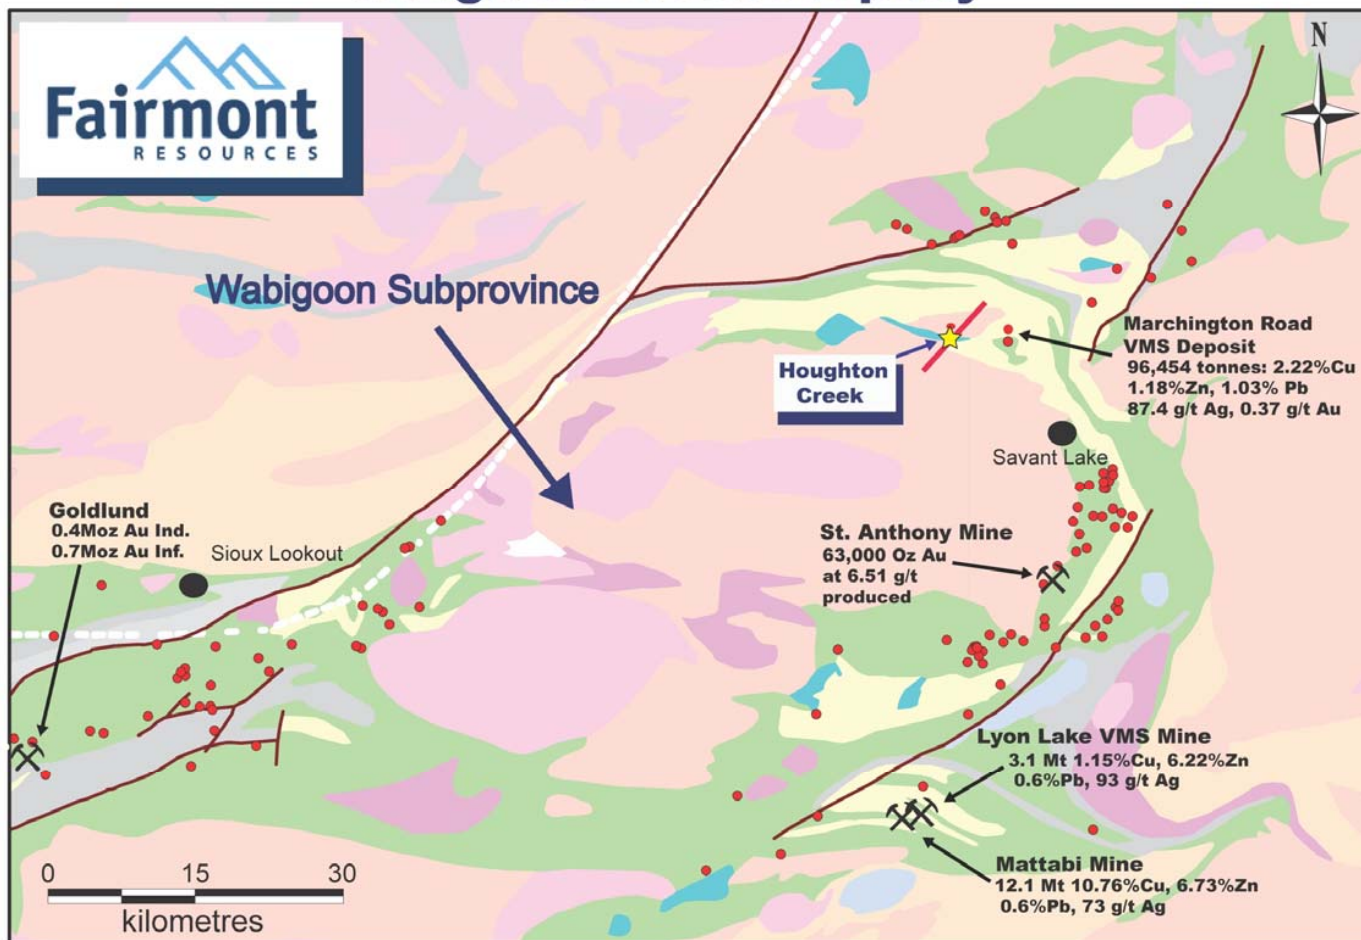 Fairmont
RESOURCES
N
Wabigoon Subprovince
Houghton
Creek
Marchington Road
VMS Deposit
96,454 tonnes: 2.22%Cu
1.18%Zn, 1.03% Pb
87.4 g/t Ag, 0.37 g/t Au
Savant Lake
Goldlund
0.4Moz Au Ind.
0.7Moz Au Inf.
Sioux Lookout
St. Anthony Mine
63,000 Oz Au
at 6.51 g/t
produced
Lyon Lake VMS Mine
3.1 Mt 1.15%Cu, 6.22%Zn
0.6%Pb, 93 g/t Ag
Mattabi Mine
12.1 Mt 10.76%Cu, 6.73%Zn
0.6%Pb, 73 g/t Ag
0 15 30
kilometres